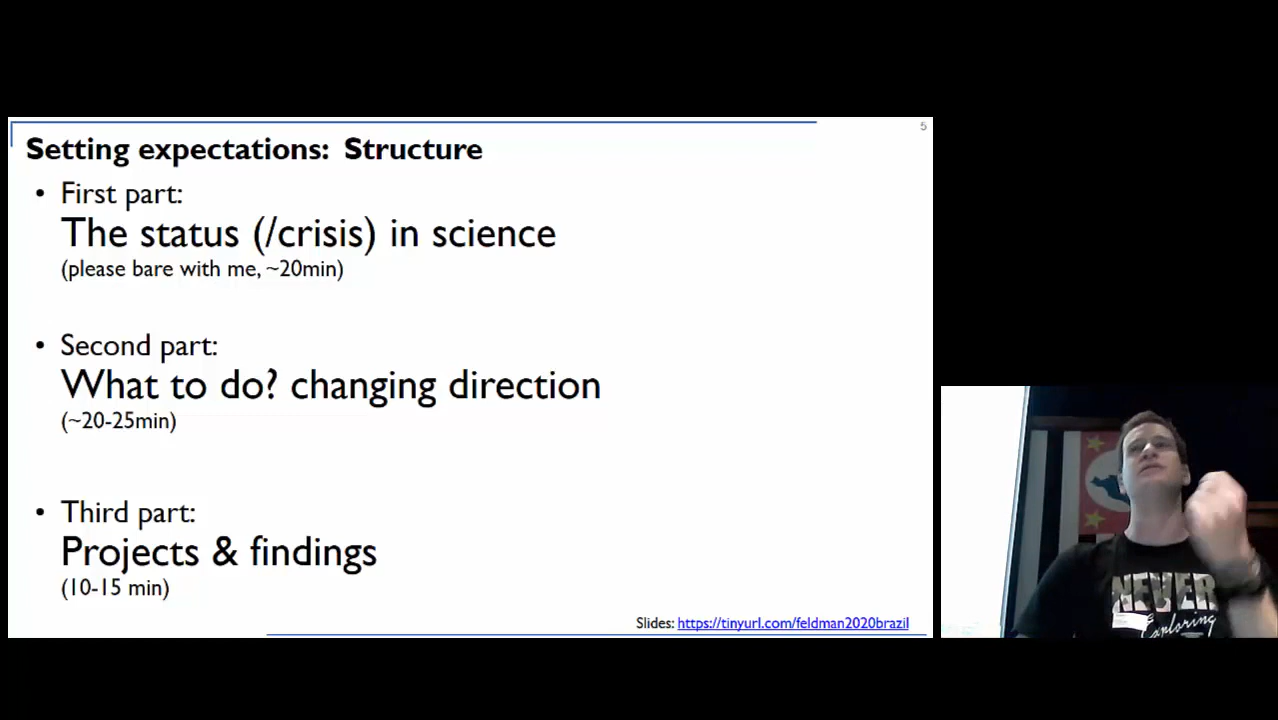 5
Setting expectations: Structure
• First part:
The status (/crisis) in science
(please bare with me, ~20min)
• Second part:
What to do? changing direction
(~20-25min)
• Third part:
Projects & findings
(10-15 min)
Slides: https://tinyurl.com/feldman2020brazil
NEVER
Exploring